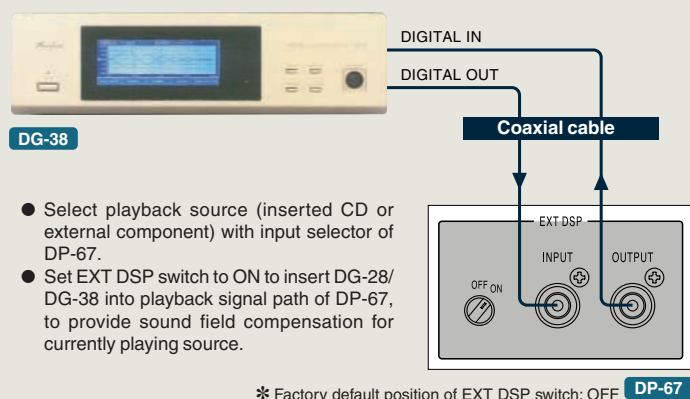 DIGITAL IN
DIGITAL OUT
Coaxial cable
DG-38
● Select playback source (inserted CD or
external component) with input selector of
DP-67.
● Set EXT DSP switch to ON to insert DG-28/
DG-38 into playback signal path of DP-67,
to provide sound field compensation for
currently playing source.
EXT DSP
INPUT OUTPUT
OFF ON
✻ Factory default position of EXT DSP switch: OFF
DP-67